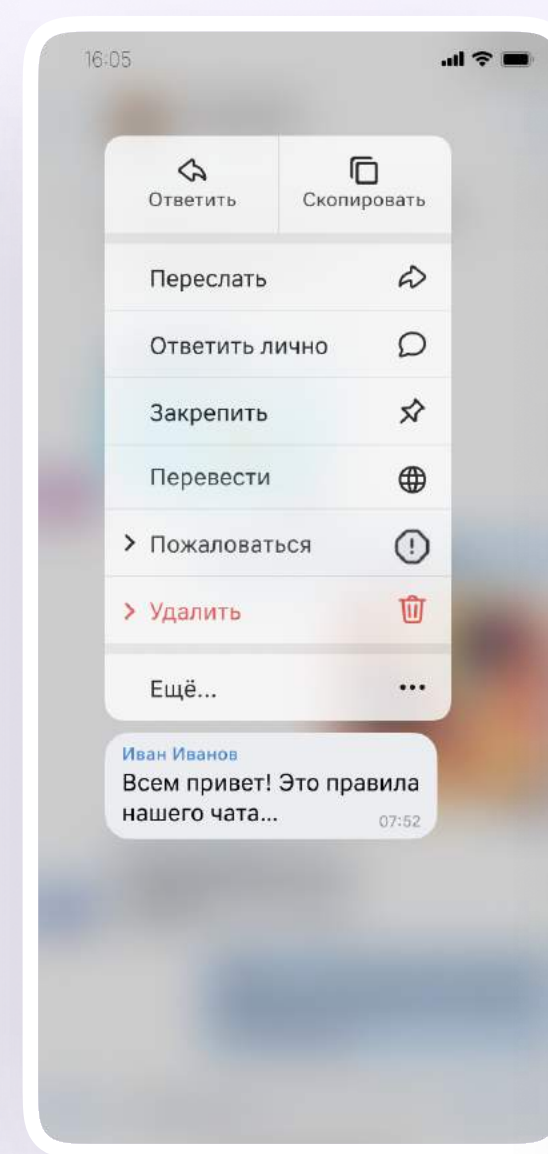 16:05
Ответить
Скопировать
Переслать
Ответить лично
Закрепить
Перевести
Пожаловаться
Удалить
Ещё...
Иван Иванов
Всем привет! Это правила
нашего чата...
07:52